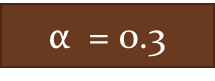 α = 0.3